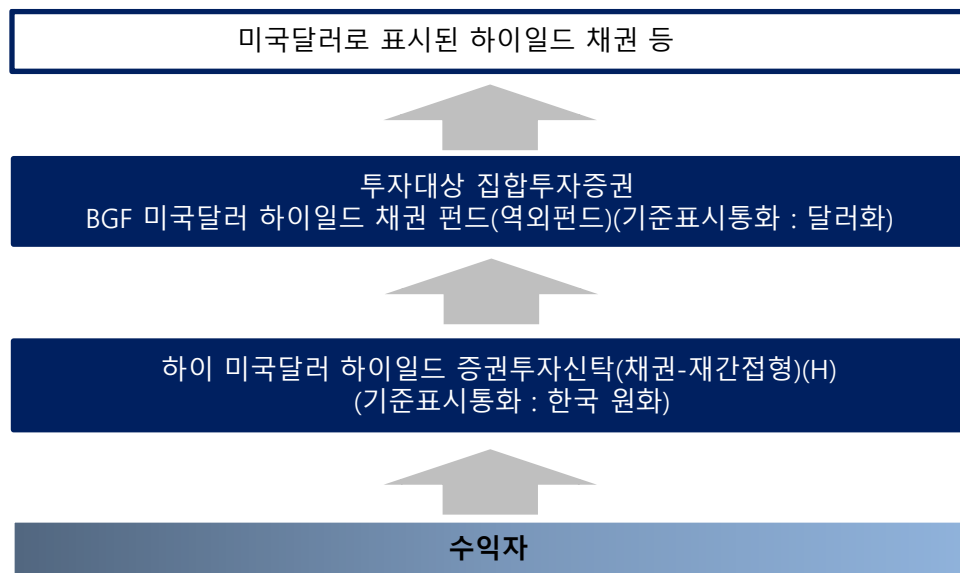 미국달러로 표시된 하이일드 채권 등
투자대상 집합투자증권
BGF 미국달러 하이일드 채권 펀드(역외펀드)(기준표시통화 : 달러화)
하이 미국달러 하이일드 증권투자신탁(채권-재간접형)(H)
(기준표시통화 : 한국 원화)
수익자